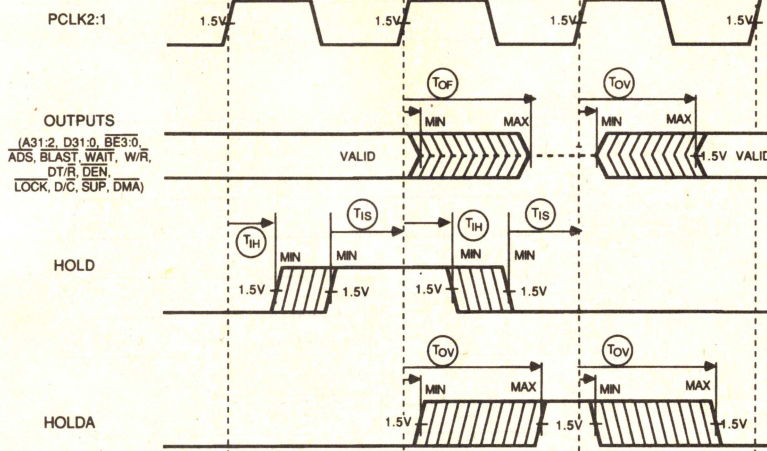 PCLK2:1
1.5V 1.5V 1.5V 1.5V
TOF TOV
MIN MAX MIN MAX
OUTPUTS
(A31:2, D31:0, BE3:0,
ADS, BLAST, WAIT, W/R,
DT/R, DEN,
LOCK, D/C, SUP, DMA)
VALID 1.5V VALID
TIH TIS TIH TIS
MIN MIN MIN MIN
HOLD
1.5V 1.5V 1.5V 1.5V
TOV TOV
MIN MAX MIN MAX
HOLDA
1.5V 1.5V 1.5V